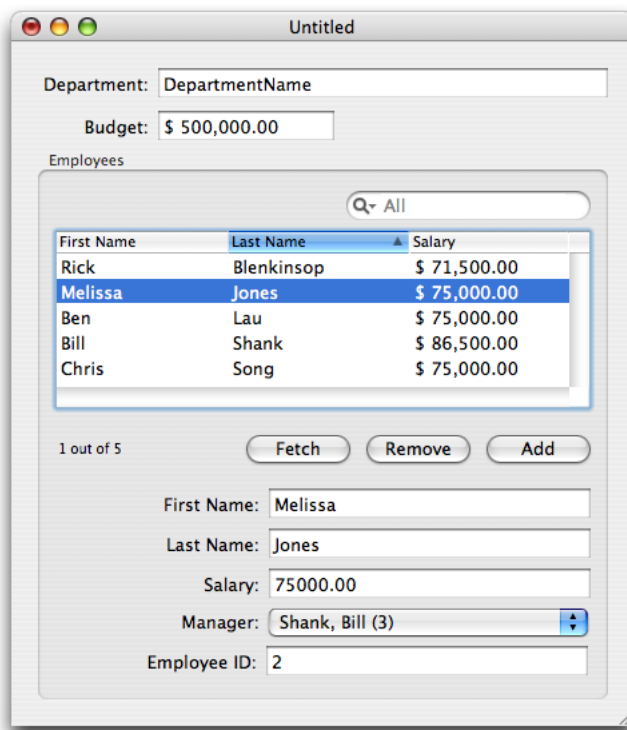 Untitled
Department: DepartmentName
Budget: $ 500,000.00
Employees
All
First Name Last Name Salary
Rick Blenkinsop $ 71,500.00
Melissa Jones $ 75,000.00
Ben Lau $ 75,000.00
Bill Shank $ 86,500.00
Chris Song $ 75,000.00
1 out of 5 Fetch Remove Add
First Name: Melissa
Last Name: Jones
Salary: 75000.00
Manager: Shank, Bill (3)
Employee ID: 2